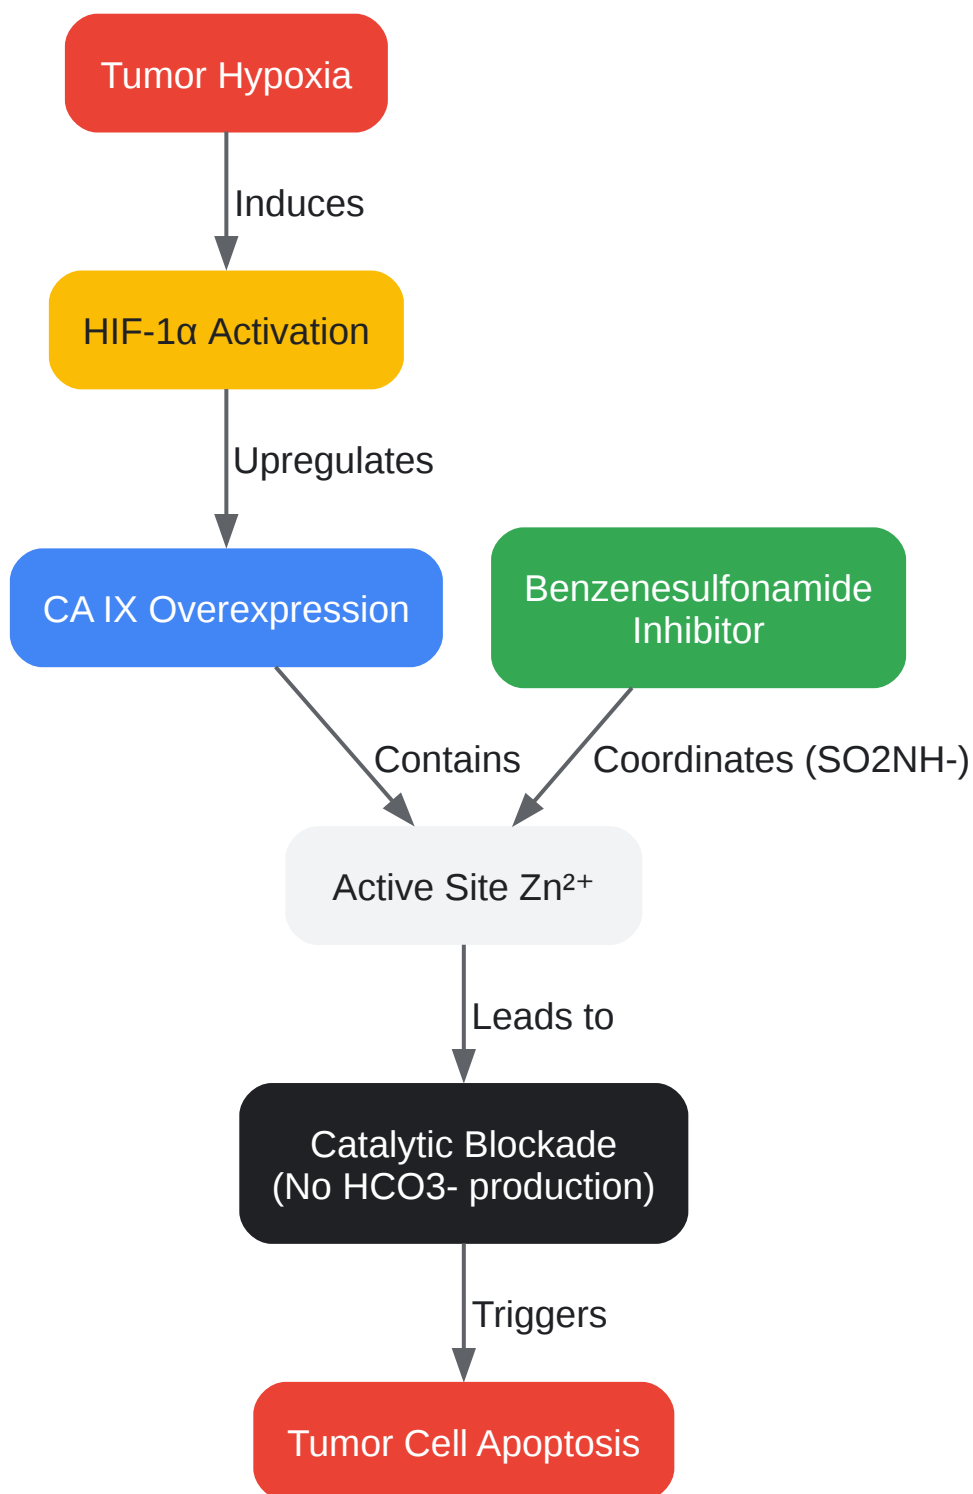 Tumor Hypoxia
Induces
HIF-1α Activation
Upregulates
CA IX Overexpression
Benzenesulfonamide
Inhibitor
Contains
Coordinates (SO2NH-)
Active Site Zn²⁺
Leads to
Catalytic Blockade
(No HCO3- production)
Triggers
Tumor Cell Apoptosis